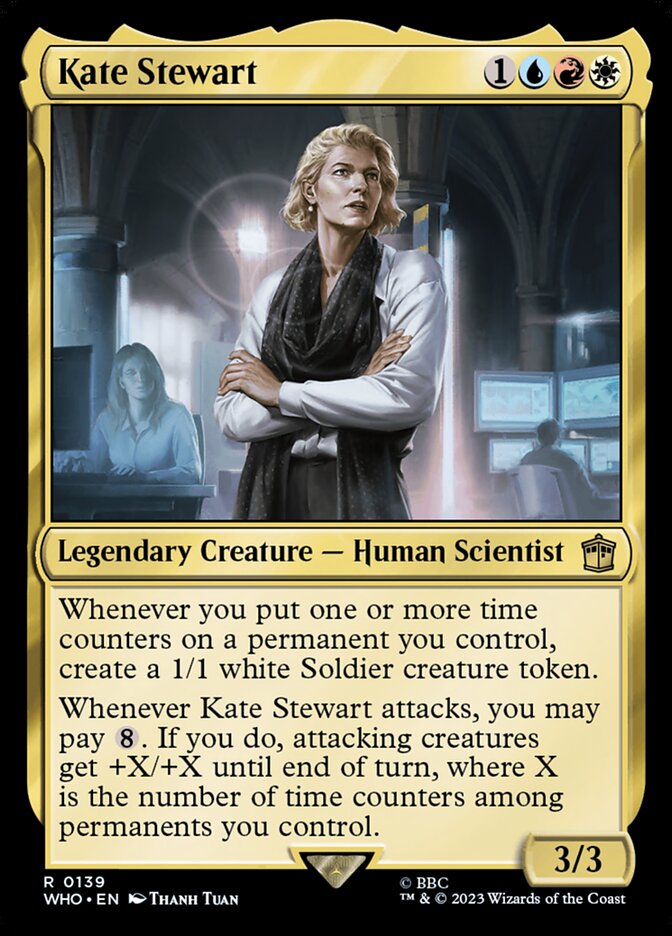 Kate Stewart 1
Legendary Creature — Human Scientist
Whenever you put one or more time
counters on a permanent you control,
create a 1/1 white Soldier creature token.
Whenever Kate Stewart attacks, you may
pay 8. If you do, attacking creatures
get +X/+X until end of turn, where X
is the number of time counters among
permanents you control.
3/3
R 0139
WHO • EN Thanh Tuan
© BBC
™ & © 2023 Wizards of the Coast